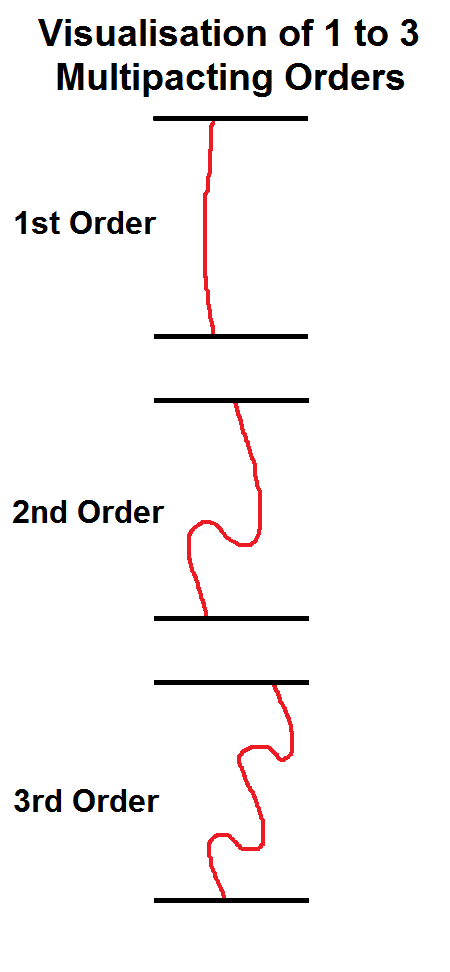 Visualisation of 1 to 3
Multipacting Orders
1st Order
2nd Order
3rd Order